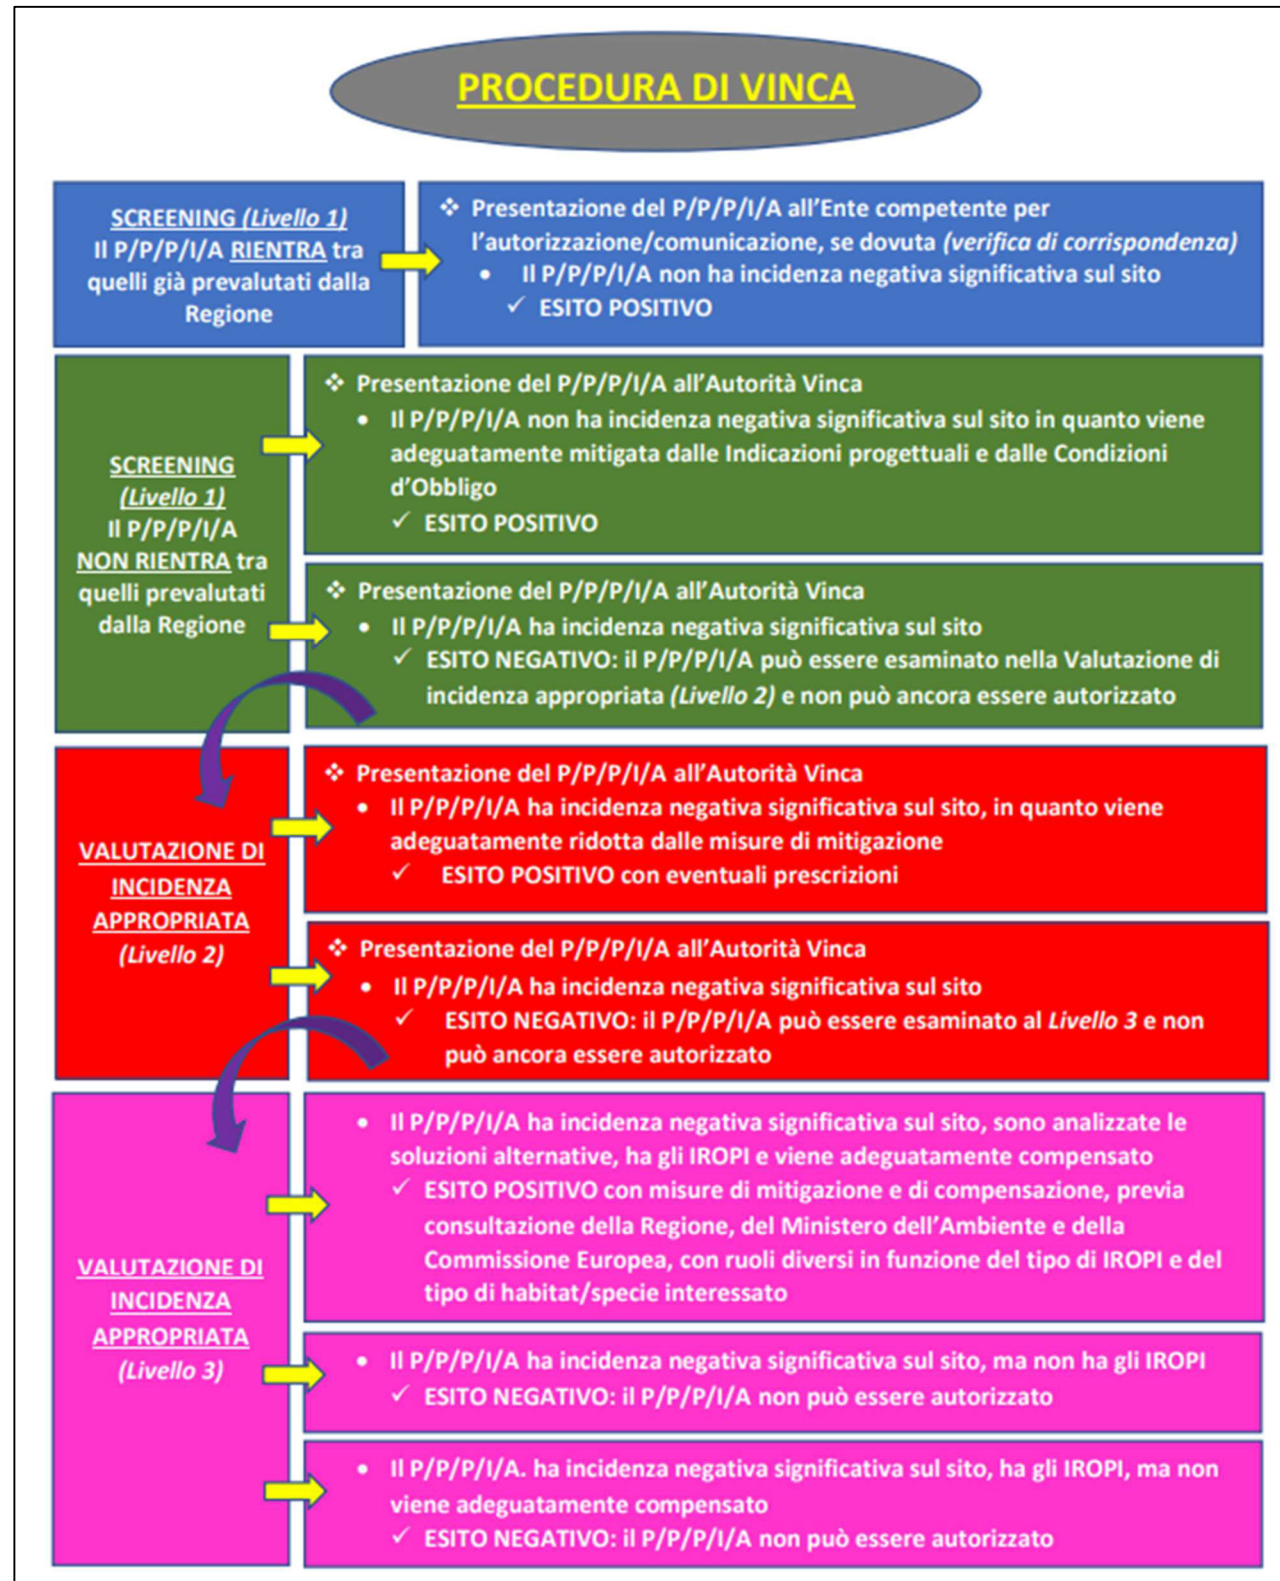 PROCEDURA DI VINCA
SCREENING (Livello 1)
Il P/P/P/I/A RIENTRA tra
quelli già prevalutati dalla
Regione
❖ Presentazione del P/P/P/I/A all'Ente competente per
l'autorizzazione/comunicazione, se dovuta (verifica di corrispondenza)
• Il P/P/P/I/A non ha incidenza negativa significativa sul sito
✓ ESITO POSITIVO
SCREENING
(Livello 1)
Il P/P/P/I/A
NON RIENTRA tra
quelli prevalutati
dalla Regione
❖ Presentazione del P/P/P/I/A all'Autorità Vinca
• Il P/P/P/I/A non ha incidenza negativa significativa sul sito in quanto viene
adeguatamente mitigata dalle Indicazioni progettuali e dalle Condizioni
d'Obbligo
✓ ESITO POSITIVO
❖ Presentazione del P/P/P/I/A all'Autorità Vinca
• Il P/P/P/I/A ha incidenza negativa significativa sul sito
✓ ESITO NEGATIVO: il P/P/P/I/A può essere esaminato nella Valutazione di
incidenza appropriata (Livello 2) e non può ancora essere autorizzato
VALUTAZIONE DI
INCIDENZA
APPROPRIATA
(Livello 2)
❖ Presentazione del P/P/P/I/A all'Autorità Vinca
• Il P/P/P/I/A ha incidenza negativa significativa sul sito, in quanto viene
adeguatamente ridotta dalle misure di mitigazione
✓ ESITO POSITIVO con eventuali prescrizioni
❖ Presentazione del P/P/P/I/A all'Autorità Vinca
• Il P/P/P/I/A ha incidenza negativa significativa sul sito
✓ ESITO NEGATIVO: il P/P/P/I/A può essere esaminato al Livello 3 e non
può ancora essere autorizzato
VALUTAZIONE DI
INCIDENZA
APPROPRIATA
(Livello 3)
• Il P/P/P/I/A ha incidenza negativa significativa sul sito, sono analizzate le
soluzioni alternative, ha gli IROPI e viene adeguatamente compensato
✓ ESITO POSITIVO con misure di mitigazione e di compensazione, previa
consultazione della Regione, del Ministero dell'Ambiente e della
Commissione Europea, con ruoli diversi in funzione del tipo di IROPI e del
tipo di habitat/specie interessato
• Il P/P/P/I/A ha incidenza negativa significativa sul sito, ma non ha gli IROPI
✓ ESITO NEGATIVO: il P/P/P/I/A non può essere autorizzato
• Il P/P/P/I/A. ha incidenza negativa significativa sul sito, ha gli IROPI, ma non
viene adeguatamente compensato
✓ ESITO NEGATIVO: il P/P/P/I/A non può essere autorizzato